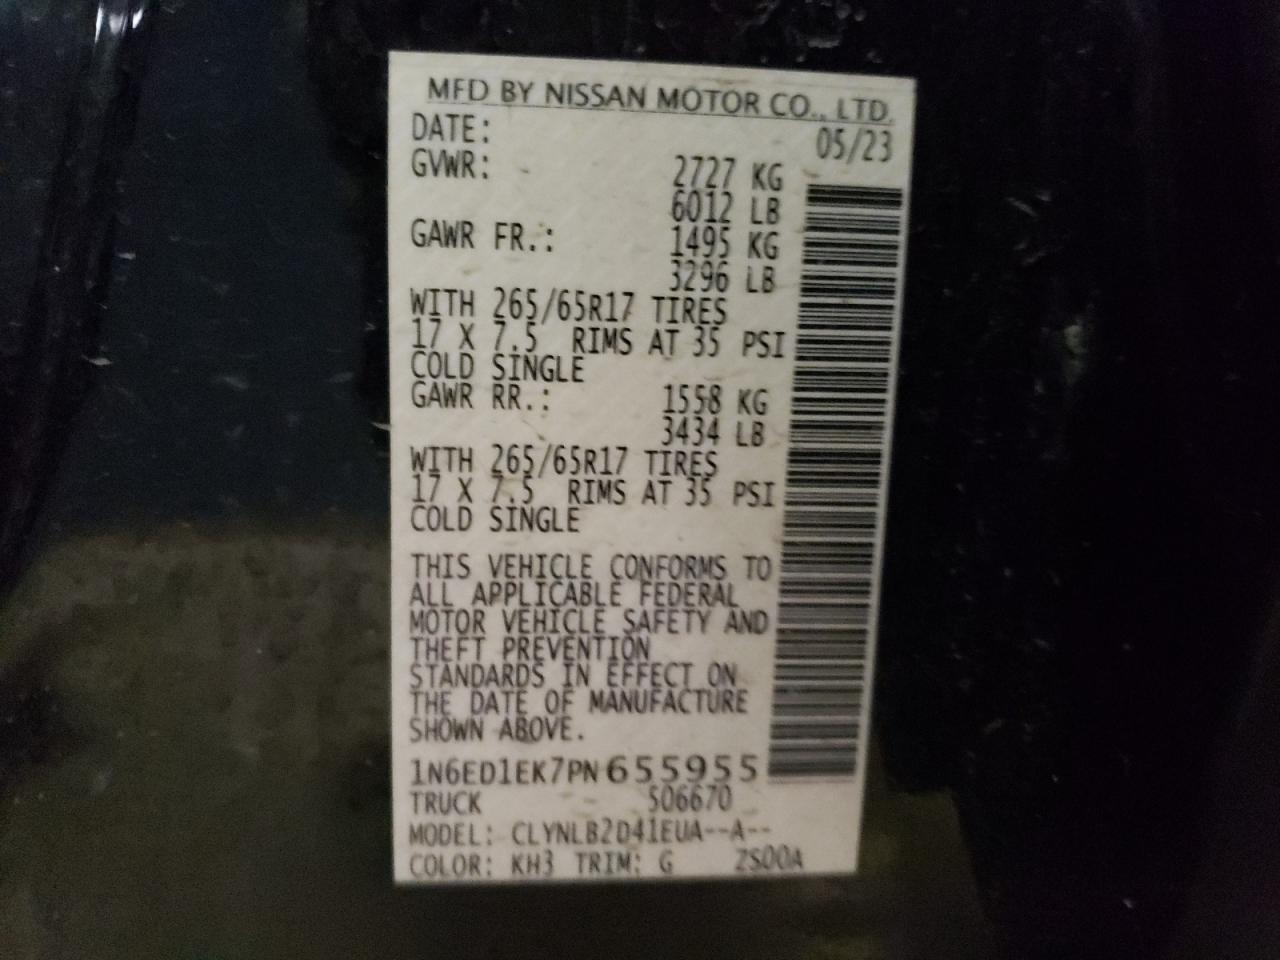 MFD BY NISSAN MOTOR CO., LTD.
DATE: 05/23
GVWR: 2727 KG
6012 LB
GAWR FR.: 1495 KG
3296 LB
WITH 265/65R17 TIRES
17 X 7.5 RIMS AT 35 PSI
COLD SINGLE
GAWR RR.: 1558 KG
3434 LB
WITH 265/65R17 TIRES
17 X 7.5 RIMS AT 35 PSI
COLD SINGLE
THIS VEHICLE CONFORMS TO
ALL APPLICABLE FEDERAL
MOTOR VEHICLE SAFETY AND
THEFT PREVENTION
STANDARDS IN EFFECT ON
THE DATE OF MANUFACTURE
SHOWN ABOVE.
1N6ED1EK7PN655955
TRUCK S06670
MODEL: CLYNLB2D41EUA--A--
COLOR: KH3 TRIM: G ZS00A